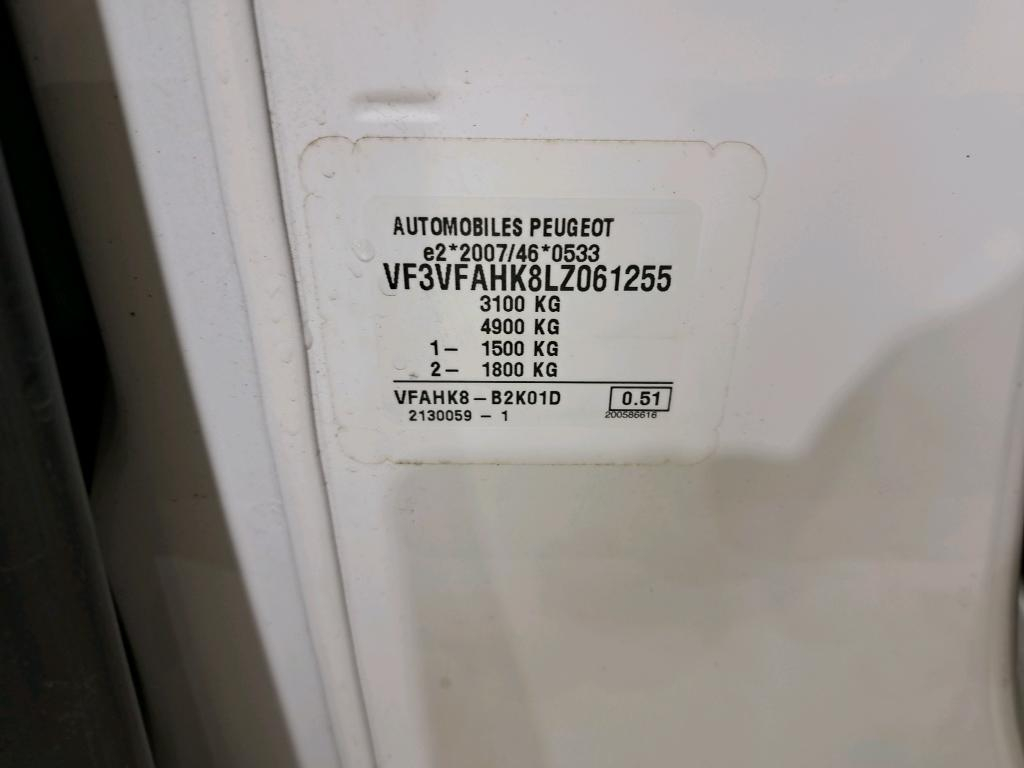 AUTOMOBILES PEUGEOT
e2*2007/46*0533
VF3VFAHK8LZ061255
3100 KG
4900 KG
1- 1500 KG
2- 1800 KG
VFAHK8-B2K01D 0.51
2130059 - 1 200586616